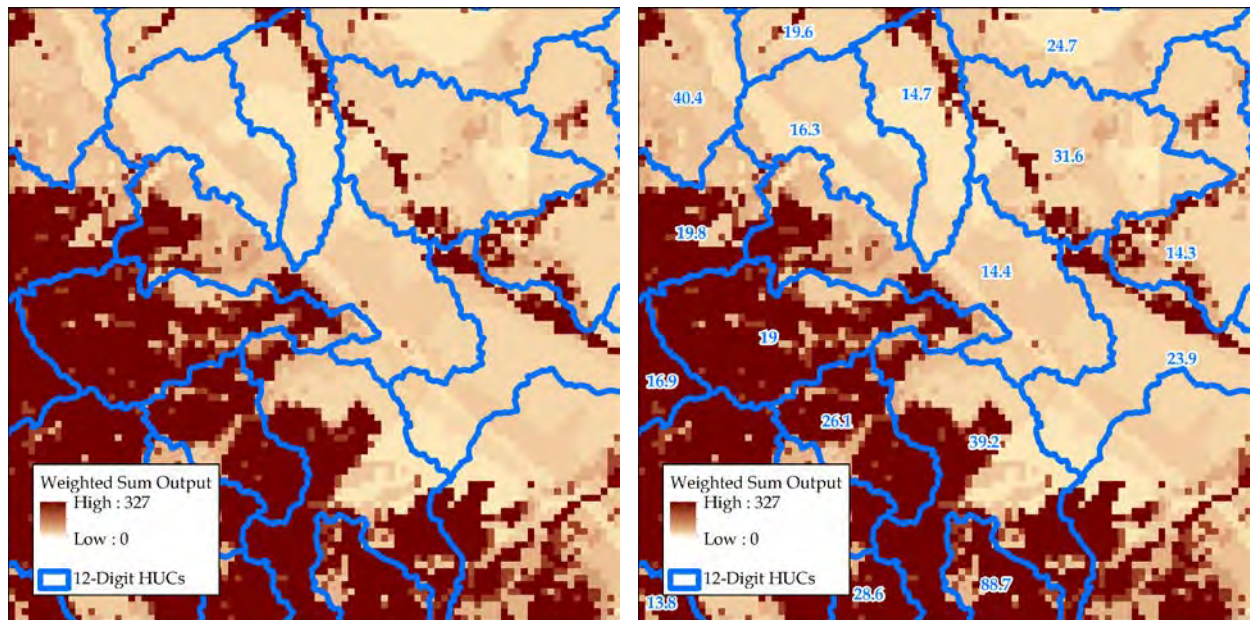 Weighted Sum Output
High : 327
Low : 0
12-Digit HUCs
19.6
24.7
40.4
14.7
16.3
31.6
19.8
14.3
14.4
19
23.9
16.9
26.1
39.2
Weighted Sum Output
High : 327
Low : 0
12-Digit HUCs
88.7
28.6
13.8